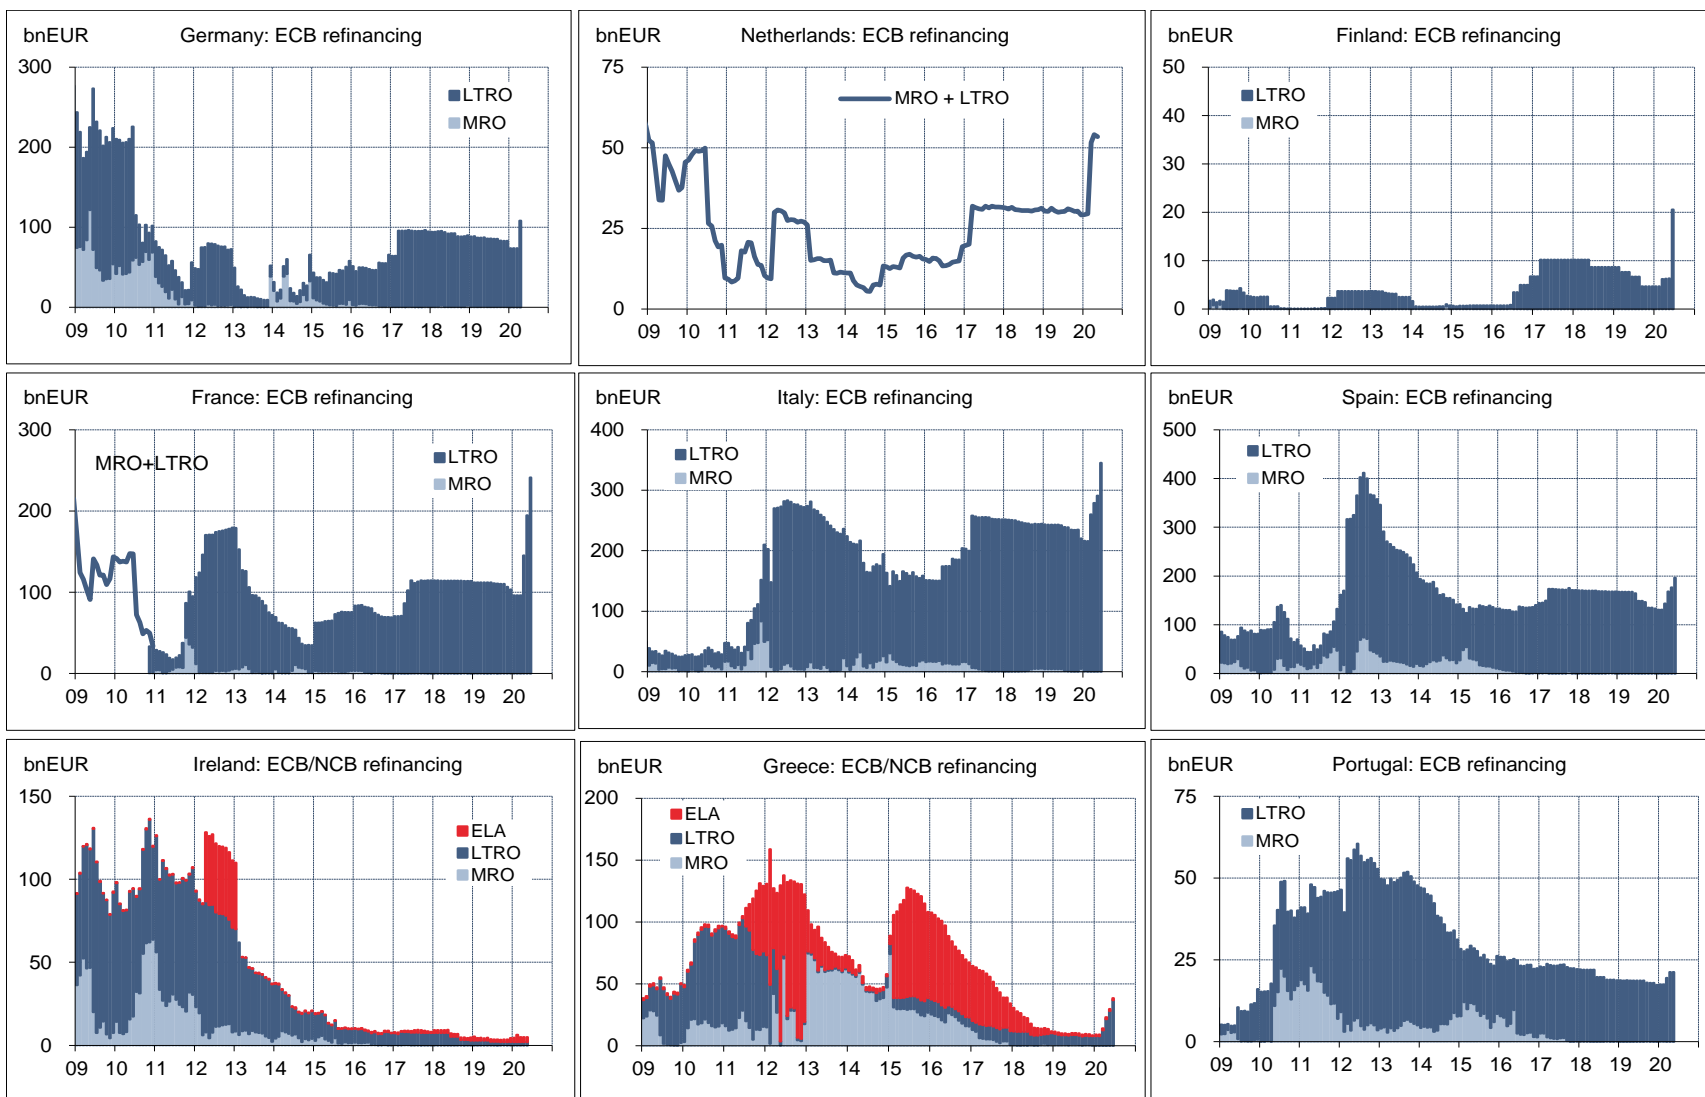 bnEUR Germany: ECB refinancing
300
LTRO
MRO
200
100
0
09 10 11 12 13 14 15 16 17 18 19 20
bnEUR Netherlands: ECB refinancing
75
MRO + LTRO
50
25
0
09 10 11 12 13 14 15 16 17 18 19 20
bnEUR Finland: ECB refinancing
50
LTRO
40
MRO
30
20
10
0
09 10 11 12 13 14 15 16 17 18 19 20
bnEUR France: ECB refinancing
300
MRO+LTRO
LTRO
MRO
200
100
0
09 10 11 12 13 14 15 16 17 18 19 20
bnEUR Italy: ECB refinancing
400
LTRO
MRO
300
200
100
0
09 10 11 12 13 14 15 16 17 18 19 20
bnEUR Spain: ECB refinancing
500
LTRO
400
MRO
300
200
100
0
09 10 11 12 13 14 15 16 17 18 19 20
bnEUR Ireland: ECB/NCB refinancing
150
ELA
LTRO
MRO
100
50
0
09 10 11 12 13 14 15 16 17 18 19 20
bnEUR Greece: ECB/NCB refinancing
200
ELA
LTRO
MRO
150
100
50
0
09 10 11 12 13 14 15 16 17 18 19 20
bnEUR Portugal: ECB refinancing
75
LTRO
MRO
50
25
0
09 10 11 12 13 14 15 16 17 18 19 20